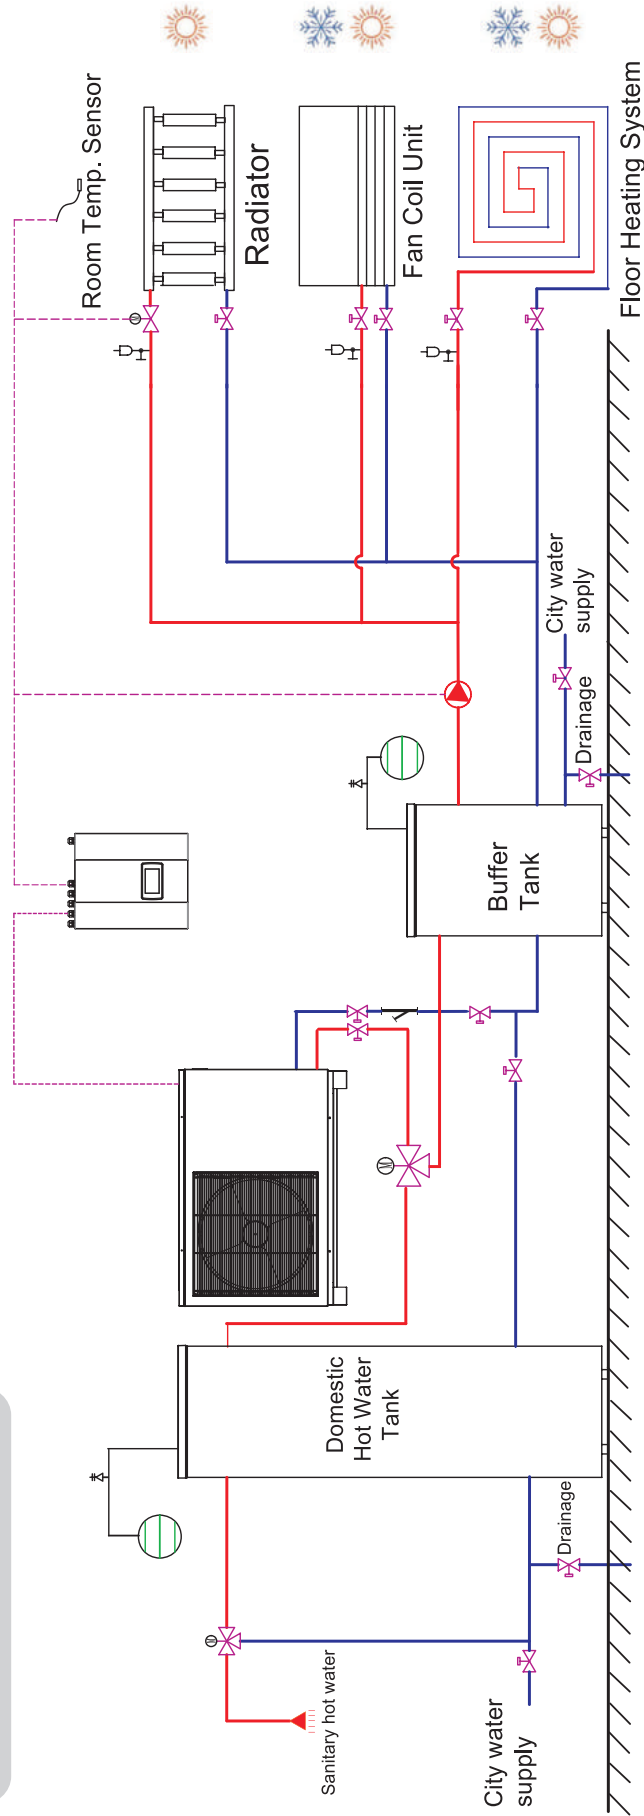 Sanitary hot water
City water
supply
Drainage
Domestic
Hot Water
Tank
Buffer
Tank
Drainage
City water
supply
Room Temp. Sensor
Radiator
Fan Coil Unit
Floor Heating System